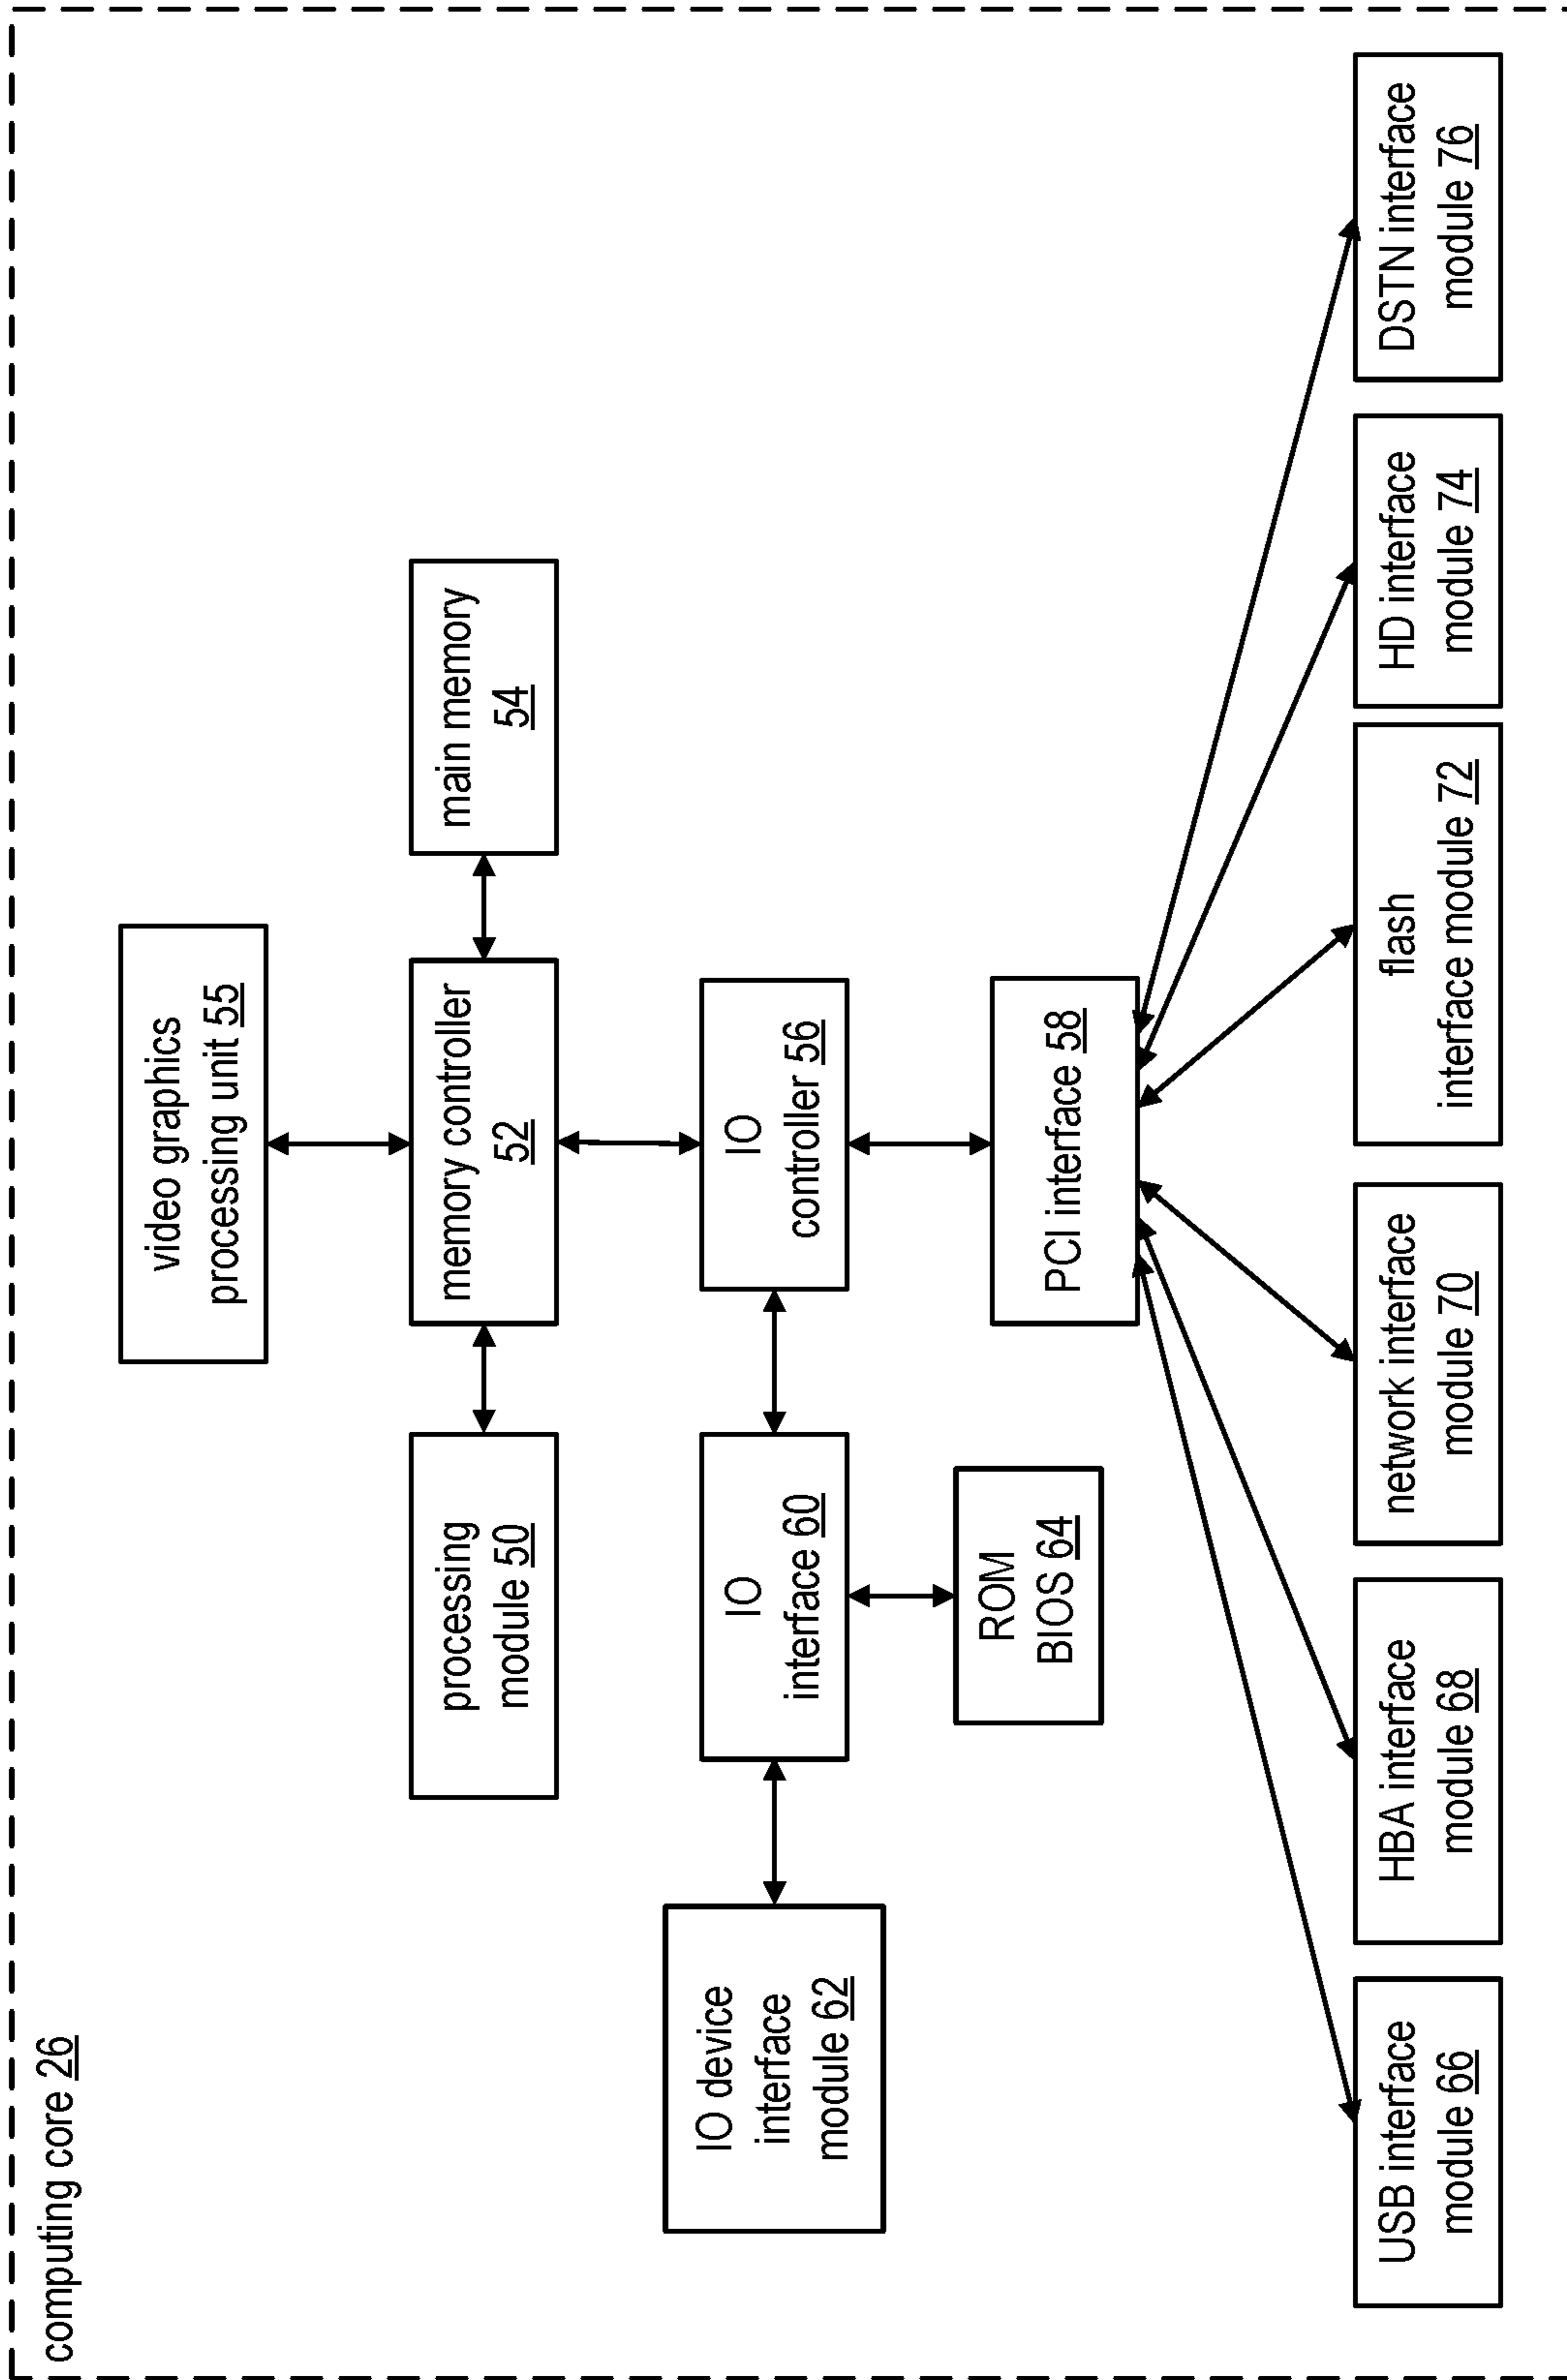 computing core 26
video graphics
processing unit 55
processing
module 50
memory controller
52
main memory
54
IO device
interface
module 62
IO
interface 60
IO
controller 56
ROM
BIOS 64
PCI interface 58
USB interface
module 66
HBA interface
module 68
network interface
module 70
flash
interface module 72
HD interface
module 74
DSTN interface
module 76